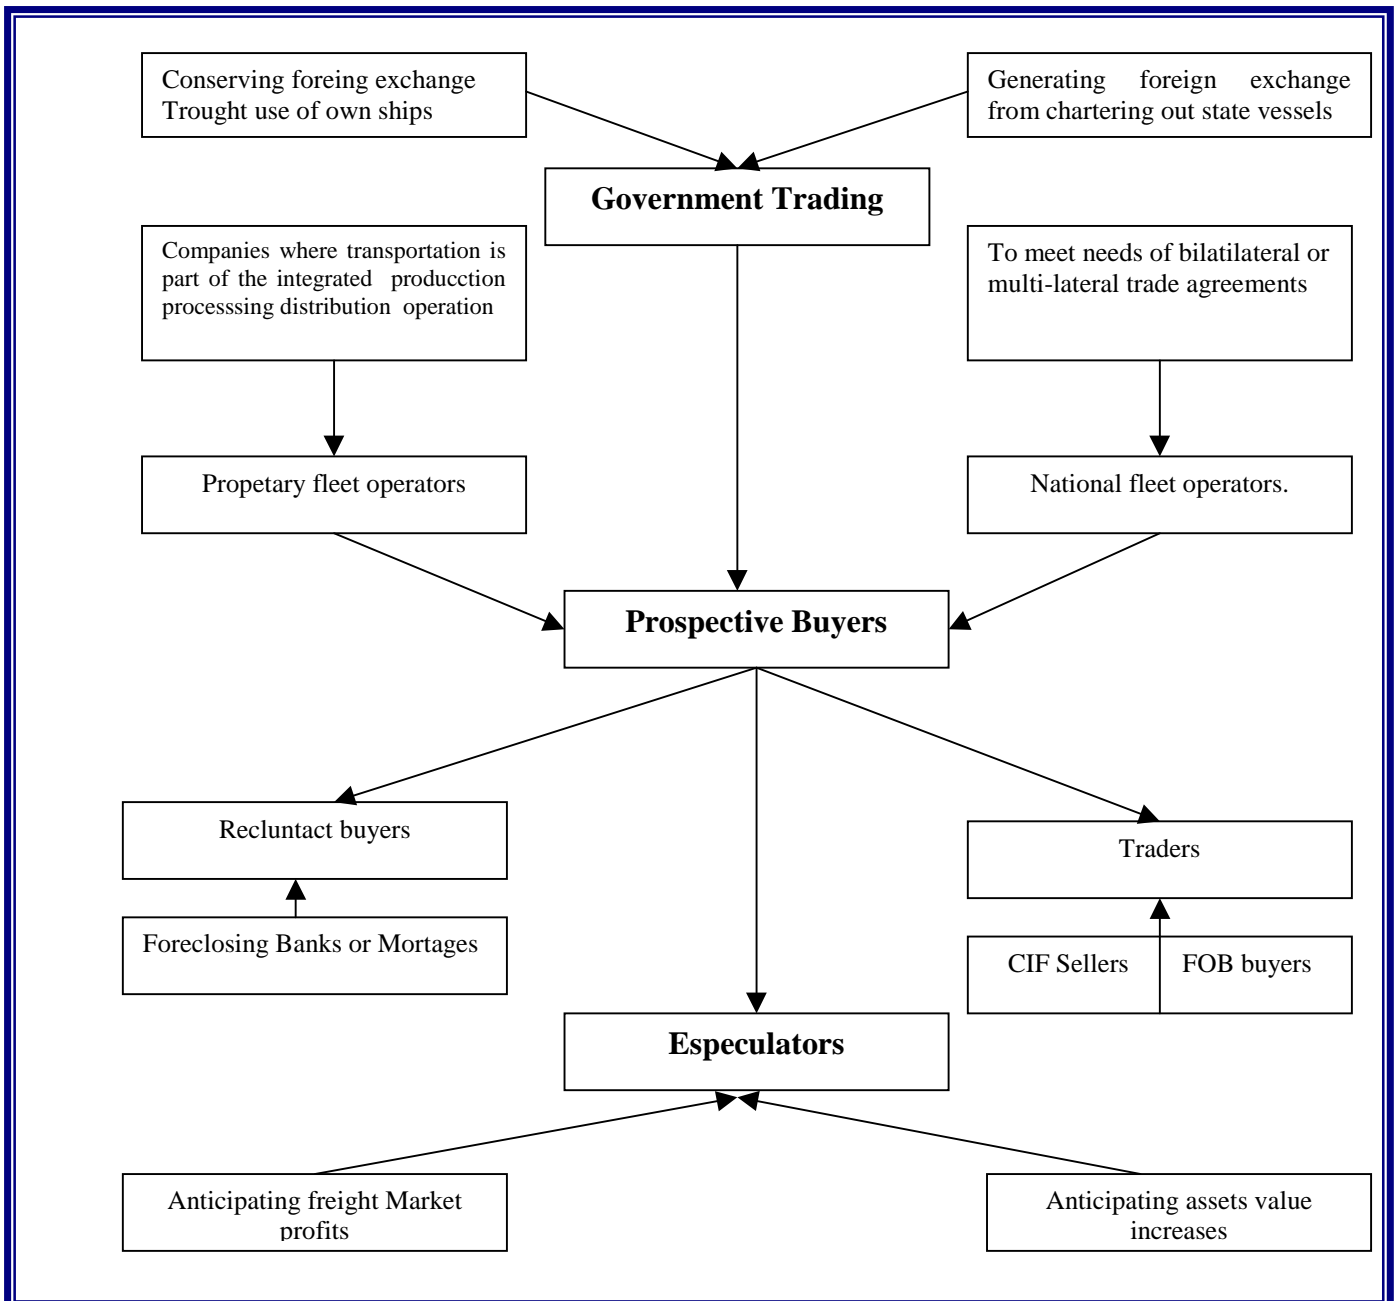 Conserving foreing exchange
Trought use of own ships
Generating foreign exchange
from chartering out state vessels
Government Trading
Companies where transportation is
part of the integrated producction
processsing distribution operation
To meet needs of bilatilateral or
multi-lateral trade agreements
Propetary fleet operators
National fleet operators.
Prospective Buyers
Recluntact buyers
Traders
Foreclosing Banks or Mortages
CIF Sellers
FOB buyers
Especulators
Anticipating freight Market
profits
Anticipating assets value
increases